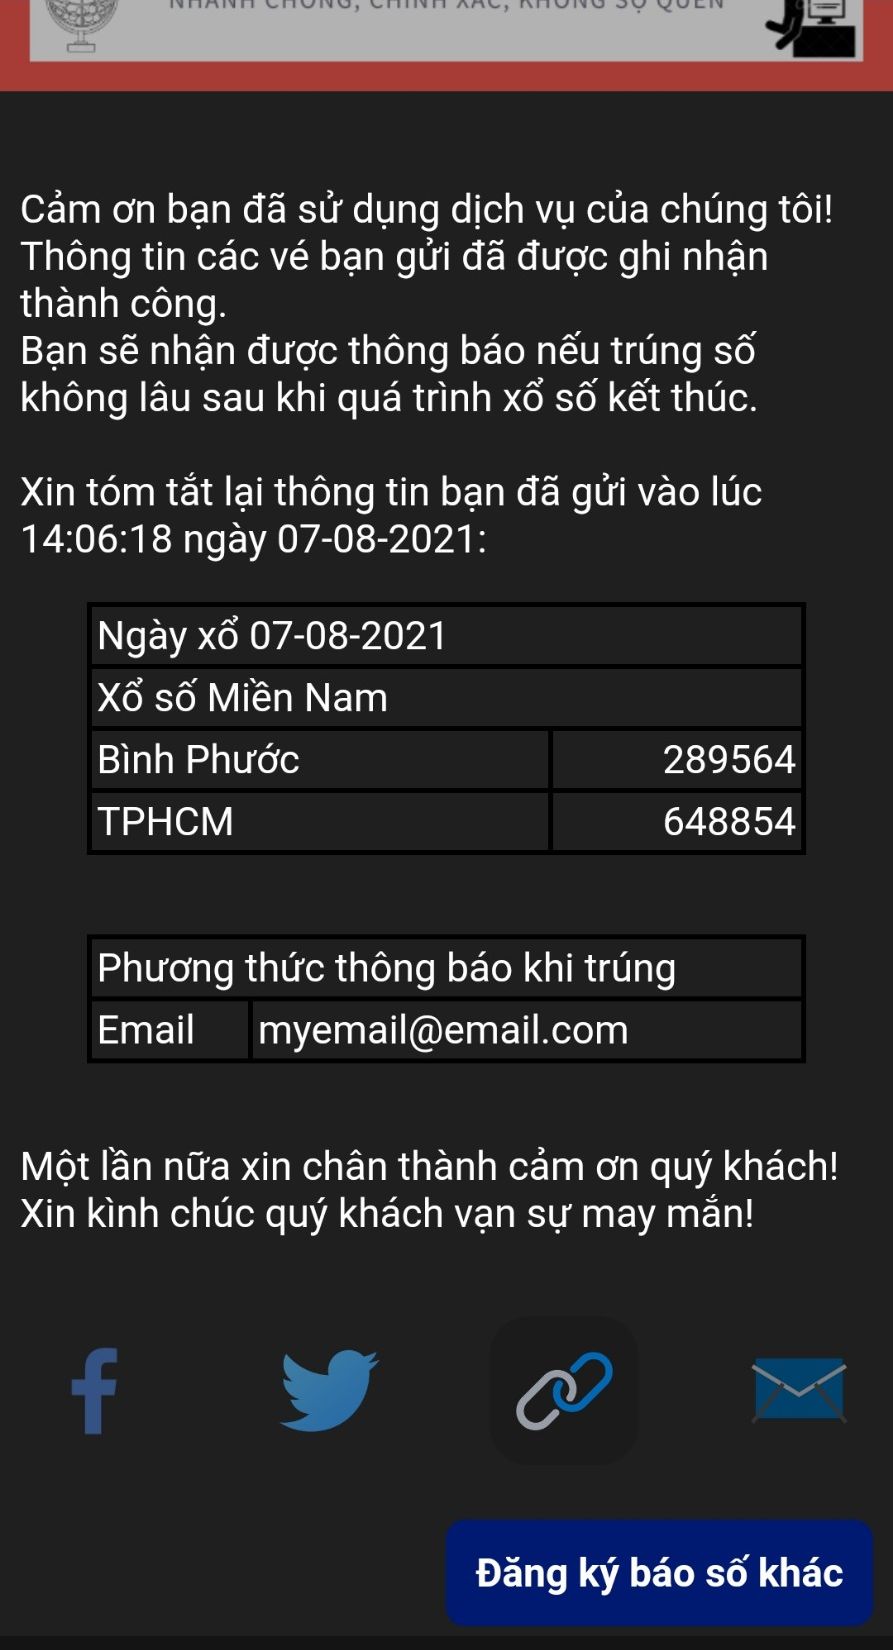 NHANH CHÓNG, CHÍNH XÁC, KHÔNG SỢ QUÊN
Cảm ơn bạn đã sử dụng dịch vụ của chúng tôi!
Thông tin các vé bạn gửi đã được ghi nhận
thành công.
Bạn sẽ nhận được thông báo nếu trúng số
không lâu sau khi quá trình xổ số kết thúc.
Xin tóm tắt lại thông tin bạn đã gửi vào lúc
14:06:18 ngày 07-08-2021:
Ngày xổ 07-08-2021
Xổ số Miền Nam
Bình Phước 289564
TPHCM 648854
Phương thức thông báo khi trúng
Email myemail@email.com
Một lần nữa xin chân thành cảm ơn quý khách!
Xin kình chúc quý khách vạn sự may mắn!
Đăng ký báo số khác